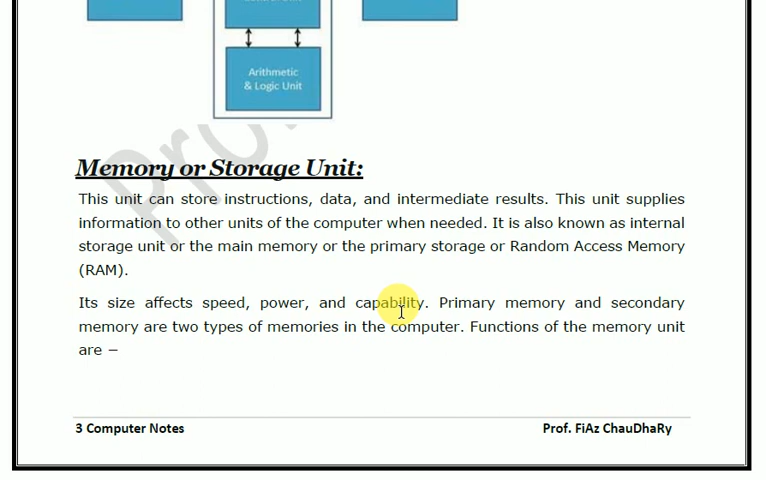 Arithmetic
& Logic Unit
Memory or Storage Unit:
This unit can store instructions, data, and intermediate results. This unit supplies
information to other units of the computer when needed. It is also known as internal
storage unit or the main memory or the primary storage or Random Access Memory
(RAM).
Its size affects speed, power, and capability. Primary memory and secondary
memory are two types of memories in the computer. Functions of the memory unit
are −
3 Computer Notes
Prof. FiAz ChauDhaRy